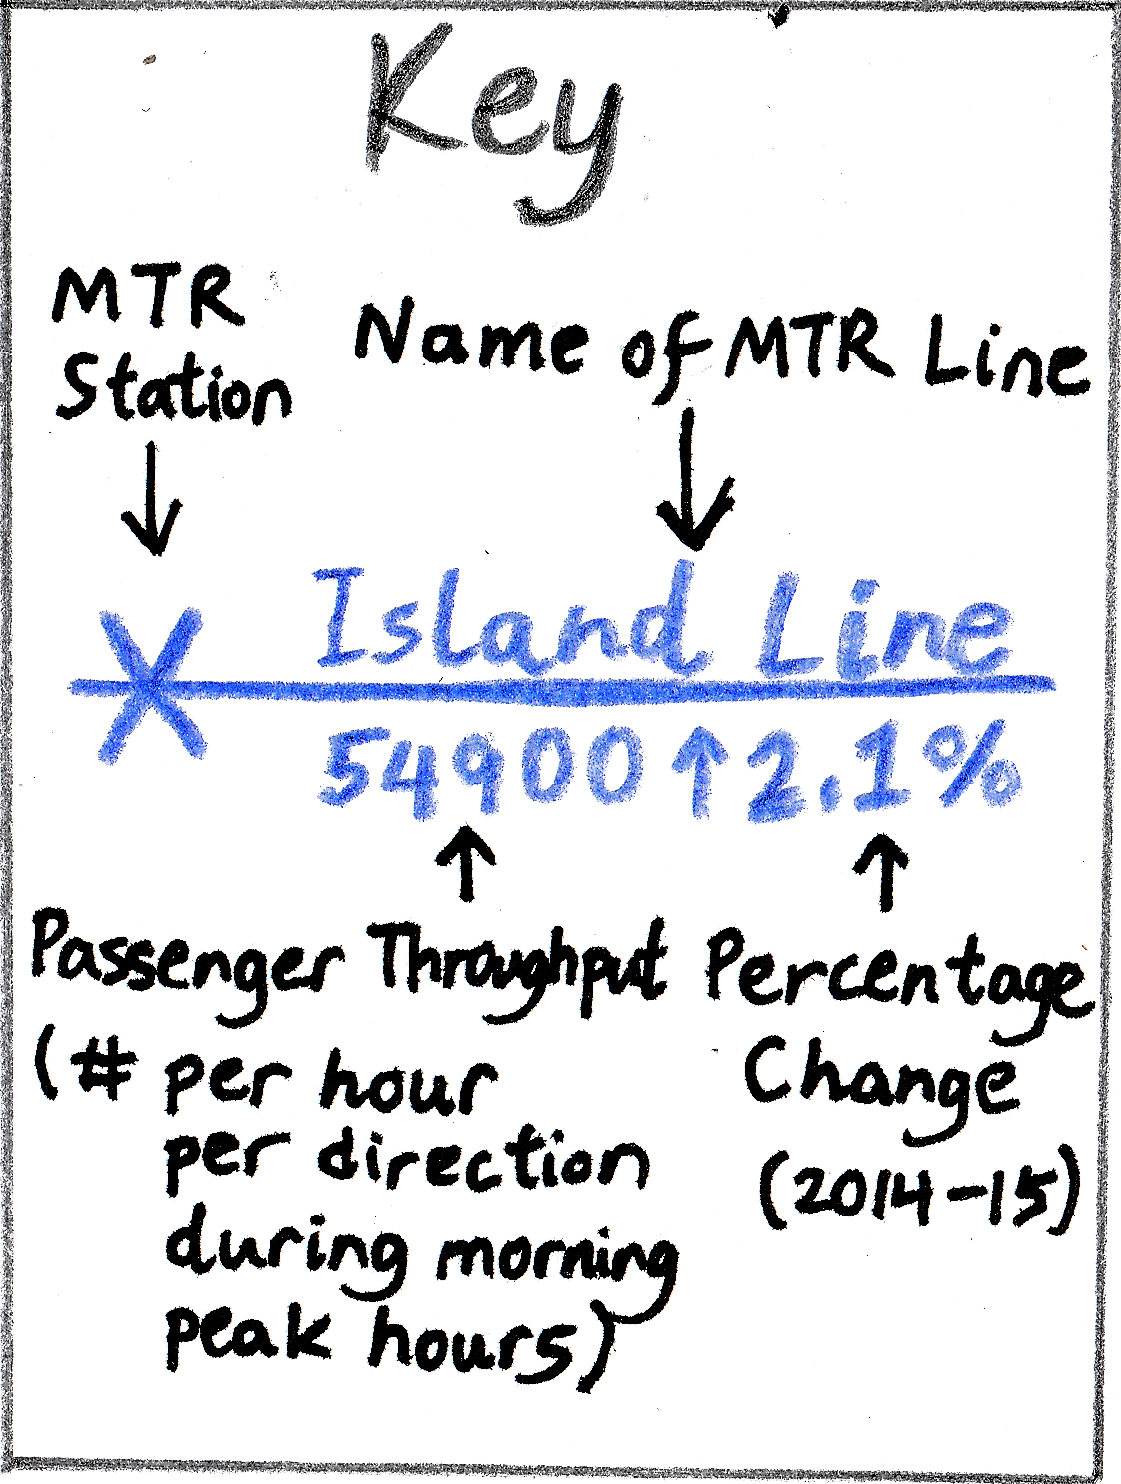 Key
MTR
Station
Name of MTR Line
Island Line
54900↑2.1%
Passenger Throughput
(# per hour
per direction
during morning
peak hours)
Percentage
Change
(2014-15)